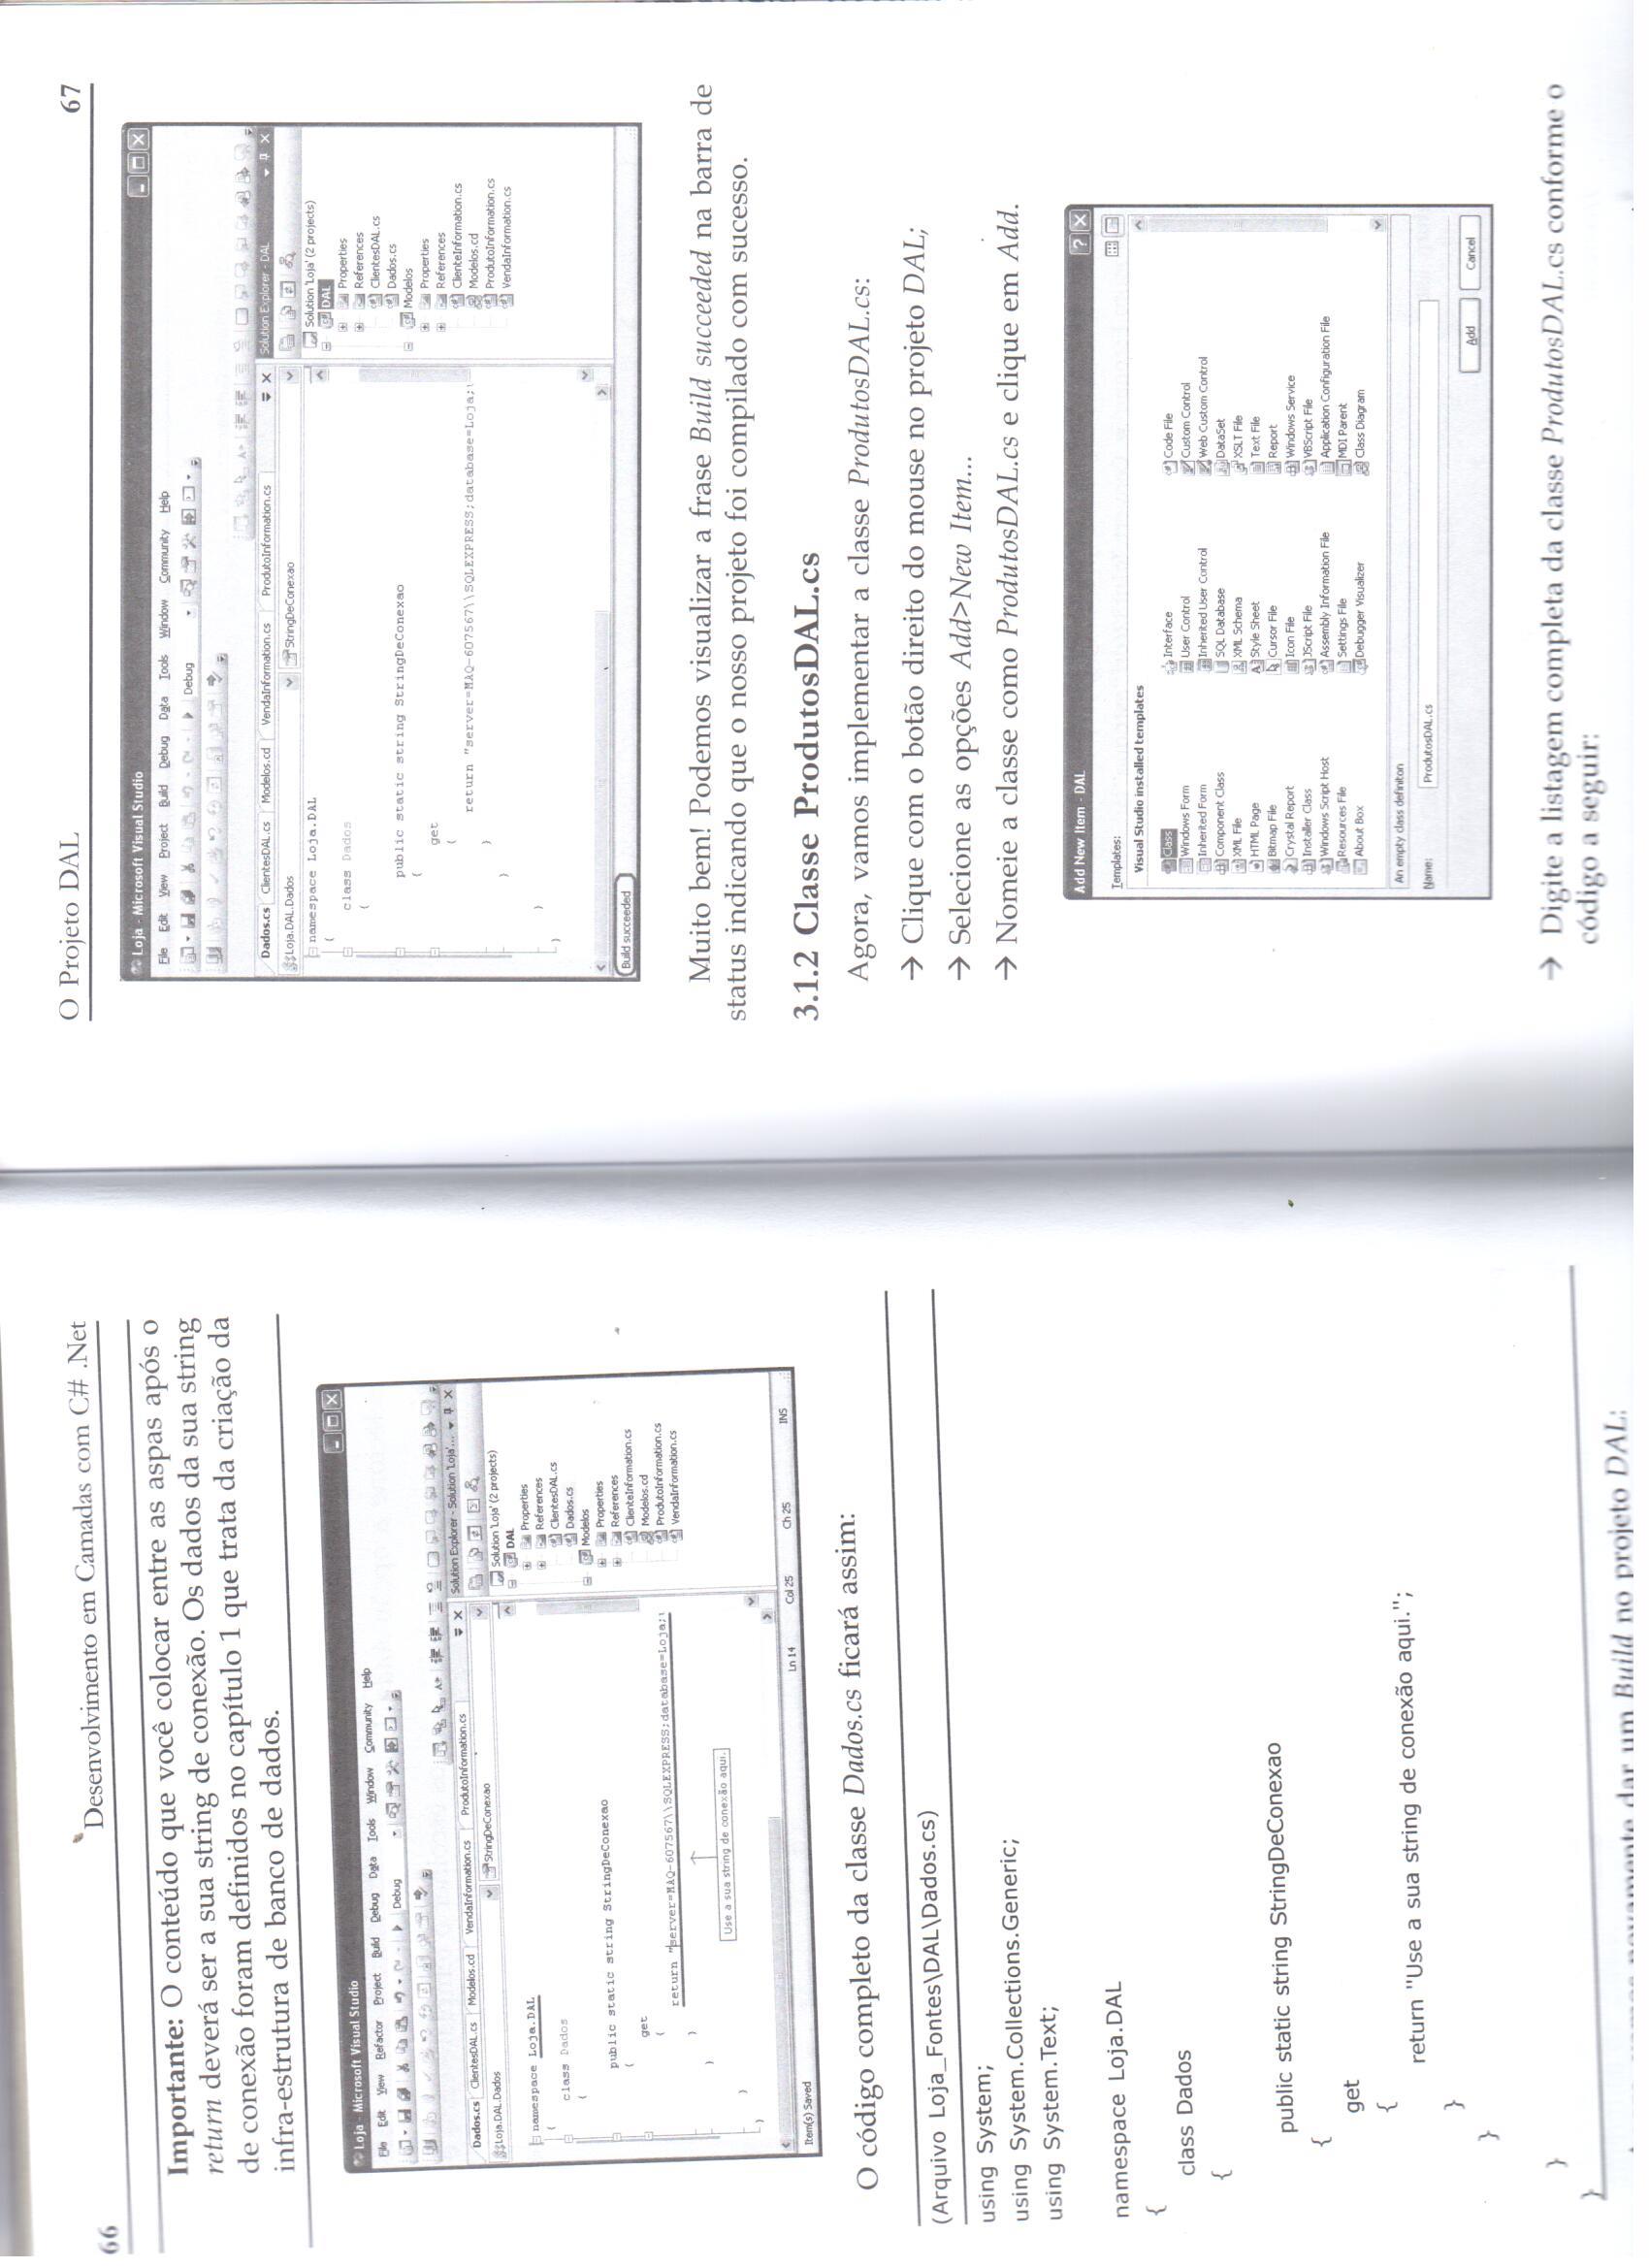 66
Desenvolvimento em Camadas com C# .Net
Importante: O conteúdo que você colocar entre as aspas após o
return deverá ser a sua string de conexão. Os dados da sua string
de conexão foram definidos no capítulo 1 que trata da criação da
infra-estrutura de banco de dados.
Loja - Microsoft Visual Studio
File Edit View Refactor Project Build Debug Data Tools Window Community Help
Debug
Dados.cs ClientesDAL.cs Modelos.cd VendaInformation.cs ProdutoInformation.cs
Loja.DAL.Dados StringDeConexao
namespace Loja.DAL
{
class Dados
{
public static string StringDeConexao
{
get
{
return "server=MAQ-607567\\SQLEXPRESS;database=Loja;
}
}
}
}
Use a sua string de conexão aqui.
Solution Explorer - Solution 'Loja'...
Solution 'Loja' (2 projects)
DAL
Properties
References
ClientesDAL.cs
Dados.cs
Modelos
Properties
References
ClienteInformation.cs
Modelos.cd
ProdutoInformation.cs
VendaInformation.cs
Item(s) Saved Ln 14 Col 25 Ch 25 INS
O código completo da classe Dados.cs ficará assim:
(Arquivo Loja_Fontes\DAL\Dados.cs)
using System;
using System.Collections.Generic;
using System.Text;
namespace Loja.DAL
{
class Dados
{
public static string StringDeConexao
{
get
{
return "Use a sua string de conexão aqui.";
}
}
}
}
novamente dar um Build no projeto DAL:
O Projeto DAL
67
Loja - Microsoft Visual Studio
File Edit View Project Build Debug Data Tools Window Community Help
Debug
Dados.cs ClientesDAL.cs Modelos.cd VendaInformation.cs ProdutoInformation.cs
Loja.DAL.Dados StringDeConexao
namespace Loja.DAL
{
class Dados
{
public static string StringDeConexao
{
get
{
return "server=MAQ-607567\\SQLEXPRESS;database=Loja;
}
}
}
}
Solution Explorer - DAL
Solution 'Loja' (2 projects)
DAL
Properties
References
ClientesDAL.cs
Dados.cs
Modelos
Properties
References
ClienteInformation.cs
Modelos.cd
ProdutoInformation.cs
VendaInformation.cs
Build succeeded
Muito bem! Podemos visualizar a frase Build succeeded na barra de
status indicando que o nosso projeto foi compilado com sucesso.
3.1.2 Classe ProdutosDAL.cs
Agora, vamos implementar a classe ProdutosDAL.cs:
→ Clique com o botão direito do mouse no projeto DAL;
→ Selecione as opções Add>New Item...
→ Nomeie a classe como ProdutosDAL.cs e clique em Add.
Add New Item - DAL
Templates:
Visual Studio installed templates
Class Interface Code File
Windows Form User Control Custom Control
Inherited Form Inherited User Control Web Custom Control
Component Class SQL Database DataSet
XML File XML Schema XSLT File
HTML Page Style Sheet Text File
Bitmap File Cursor File Report
Crystal Report Icon File Windows Service
Installer Class JScript File VBScript File
Windows Script Host Assembly Information File Application Configuration File
Resources File Settings File MDI Parent
About Box Debugger Visualizer Class Diagram
An empty class definiton
Name: ProdutosDAL.cs
Add Cancel
→ Digite a listagem completa da classe ProdutosDAL.cs conforme o
código a seguir: